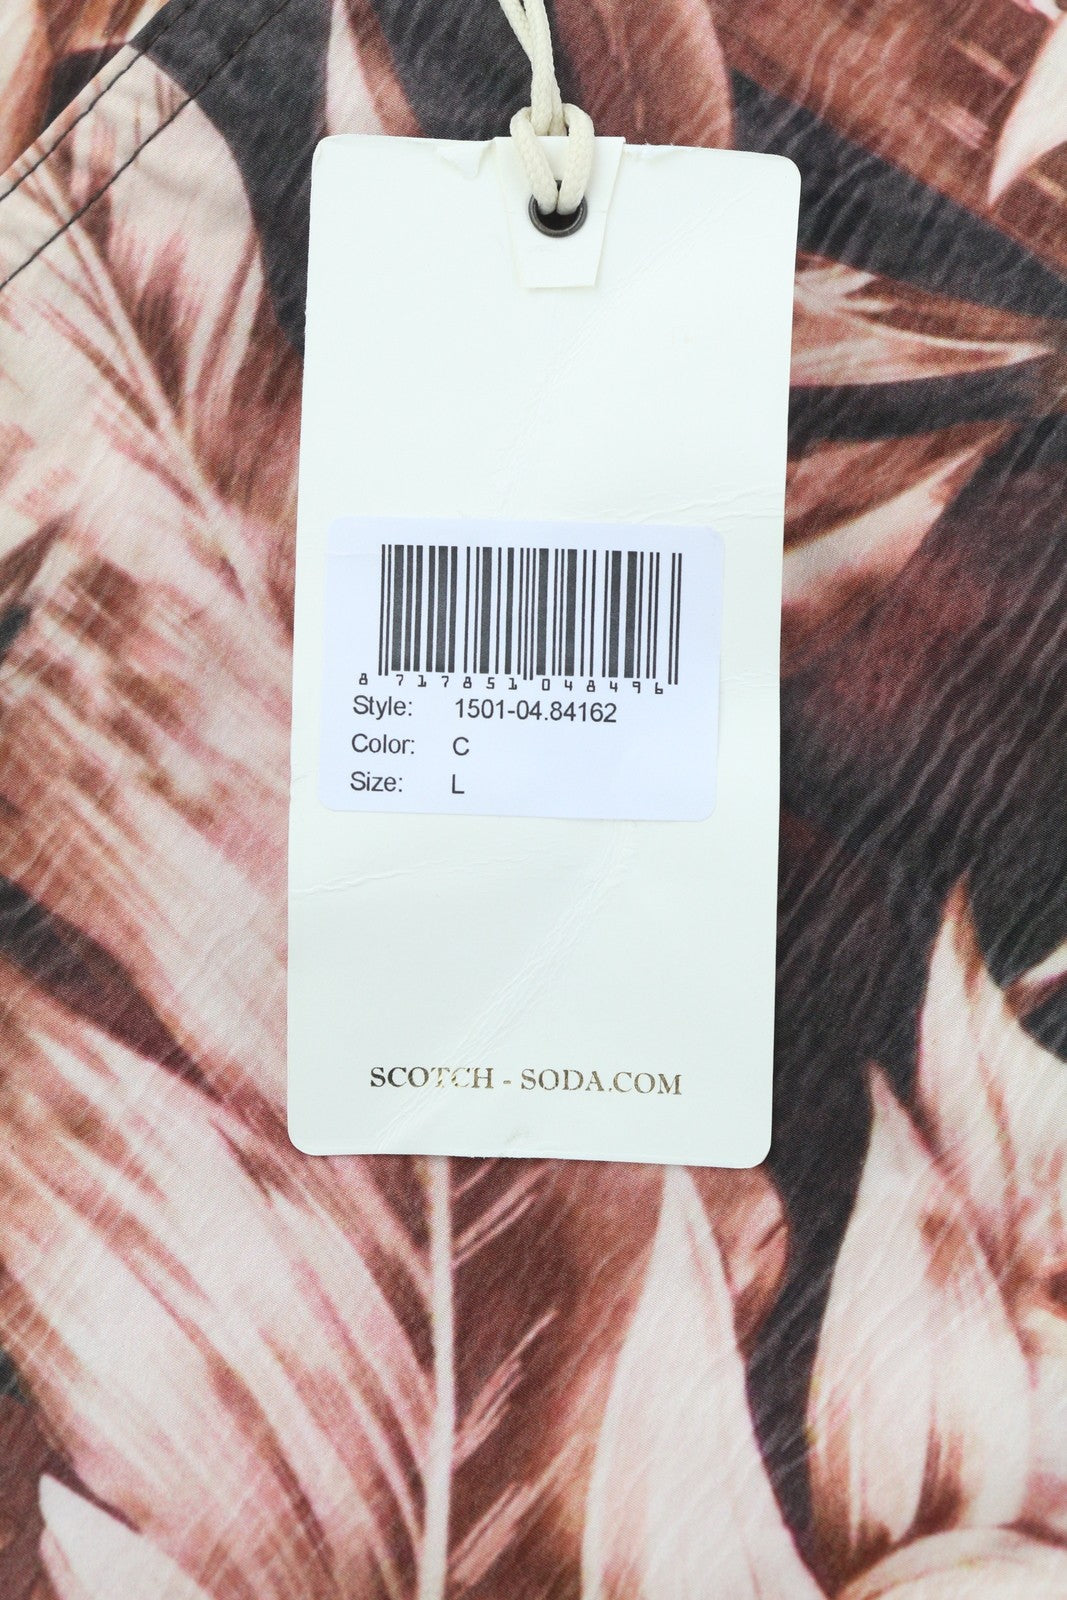 8 717851 048496
Style: 1501-04.84162
Color: C
Size: L
SCOTCH - SODA.COM